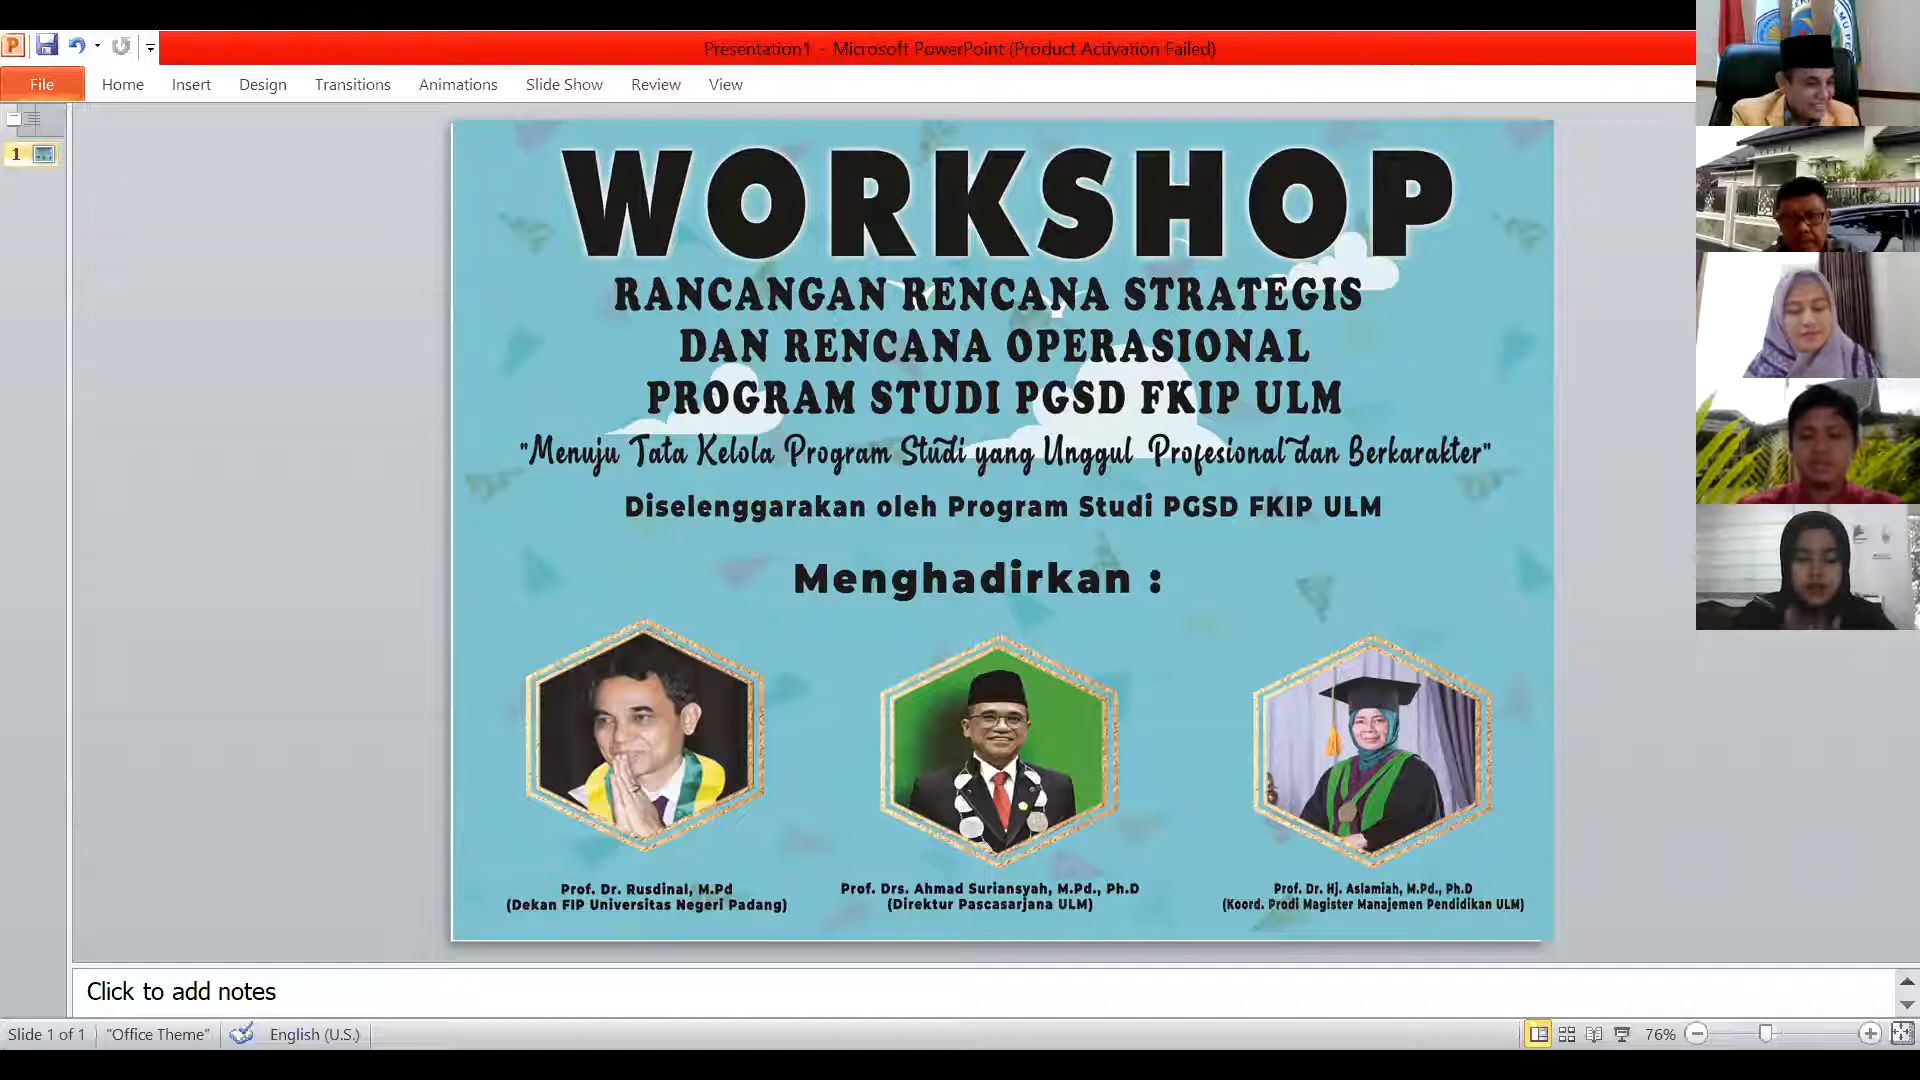 Presentation1 - Microsoft PowerPoint (Product Activation Failed)
File Home Insert Design Transitions Animations Slide Show Review View
1
WORKSHOP
RANCANGAN RENCANA STRATEGIS
DAN RENCANA OPERASIONAL
PROGRAM STUDI PGSD FKIP ULM
"Menuju Tata Kelola Program Studi yang Unggul Profesional dan Berkarakter"
Diselenggarakan oleh Program Studi PGSD FKIP ULM
Menghadirkan :
Prof. Dr. Rusdinal, M.Pd
(Dekan FIP Universitas Negeri Padang)
Prof. Drs. Ahmad Suriansyah, M.Pd., Ph.D
(Direktur Pascasarjana ULM)
Prof. Dr. Hj. Aslamiah, M.Pd., Ph.D
(Koord. Prodi Magister Manajemen Pendidikan ULM)
Click to add notes
Slide 1 of 1 "Office Theme" English (U.S.) 76%